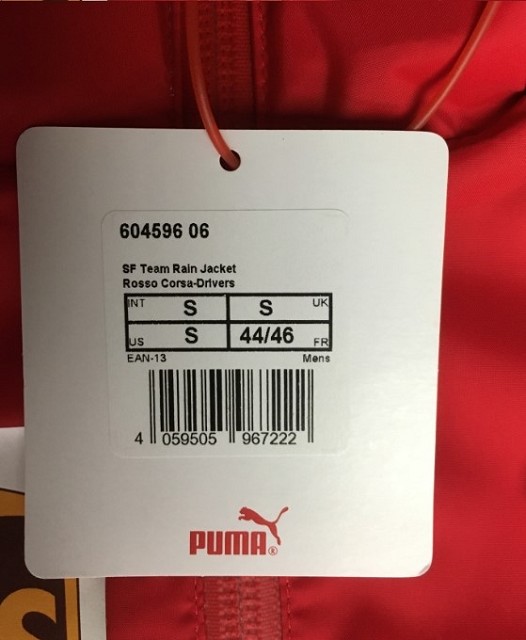 604596 06
SF Team Rain Jacket
Rosso Corsa-Drivers
INT S S UK
US S 44/46 FR
EAN-13 Mens
4 059505 967222
PUMA®